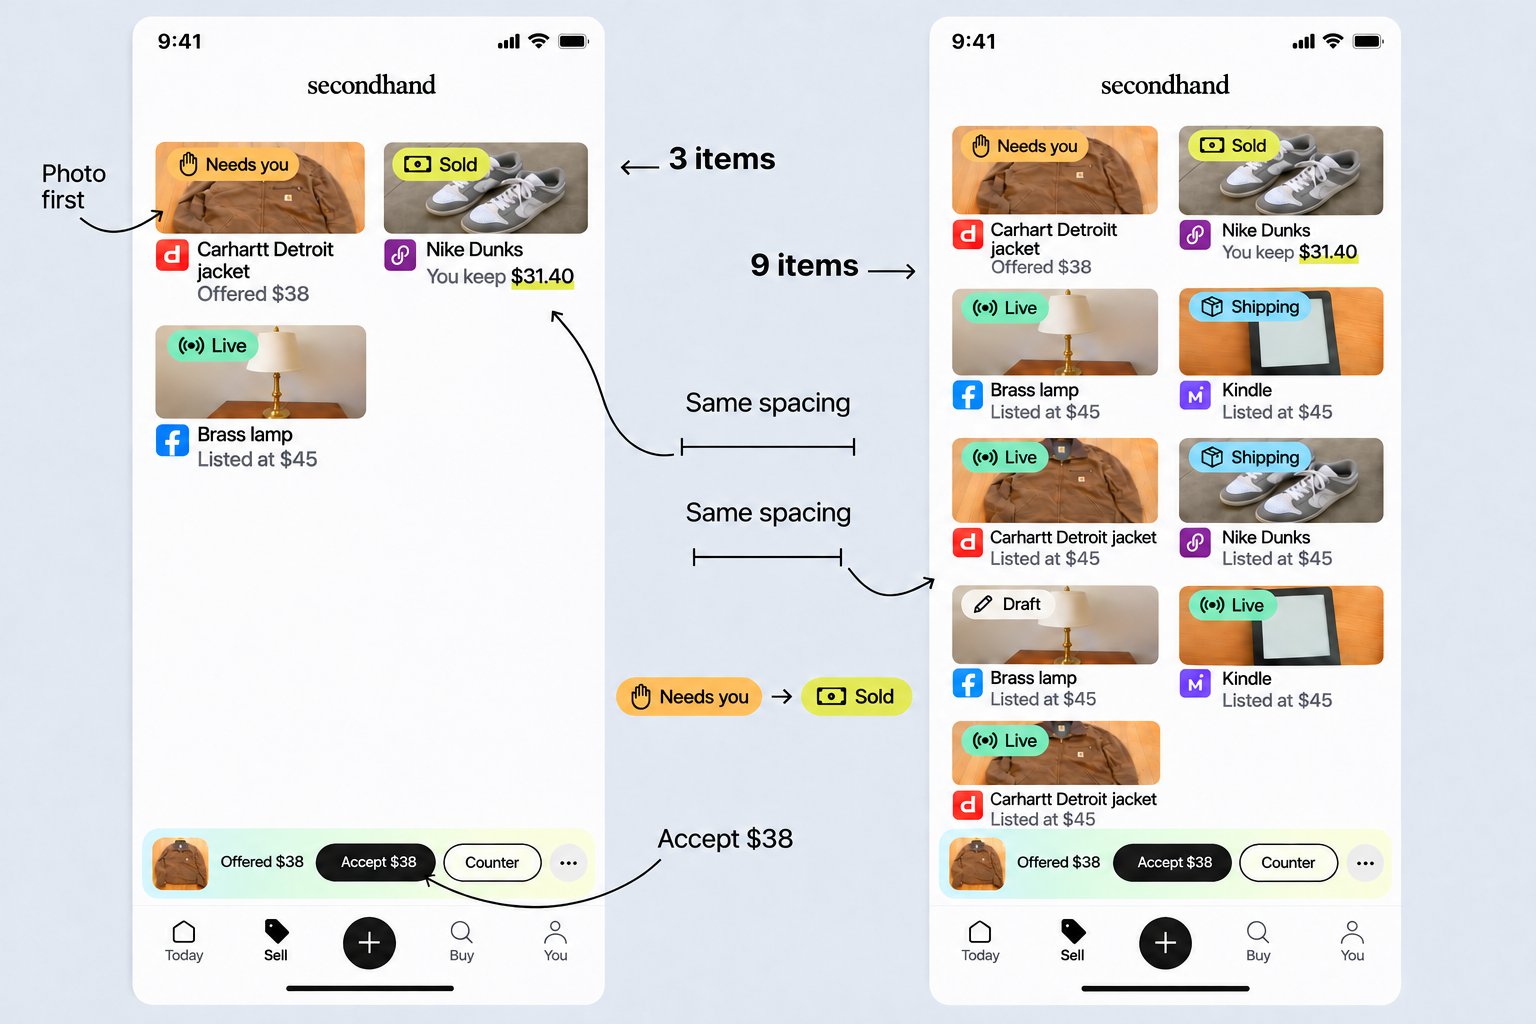 Photo
first
9:41
secondhand
Needs you
Sold
d
Carhartt Detroit
jacket
Offered $38
Nike Dunks
You keep $31.40
Live
f
Brass lamp
Listed at $45
Offered $38
Accept $38
Counter
Today
Sell
Buy
You
3 items
9 items
Same spacing
Same spacing
Needs you
Sold
Accept $38
9:41
secondhand
Needs you
Sold
d
Carhart Detroilt
jacket
Offered $38
Nike Dunks
You keep $31.40
Live
Shipping
f
Brass lamp
Listed at $45
M
Kindle
Listed at $45
Live
Shipping
d
Carhartt Detroit jacket
Listed at $45
Nike Dunks
Listed at $45
Draft
Live
f
Brass lamp
Listed at $45
M
Kindle
Listed at $45
Live
d
Carhartt Detroit jacket
Listed at $45
Offered $38
Accept $38
Counter
Today
Sell
Buy
You